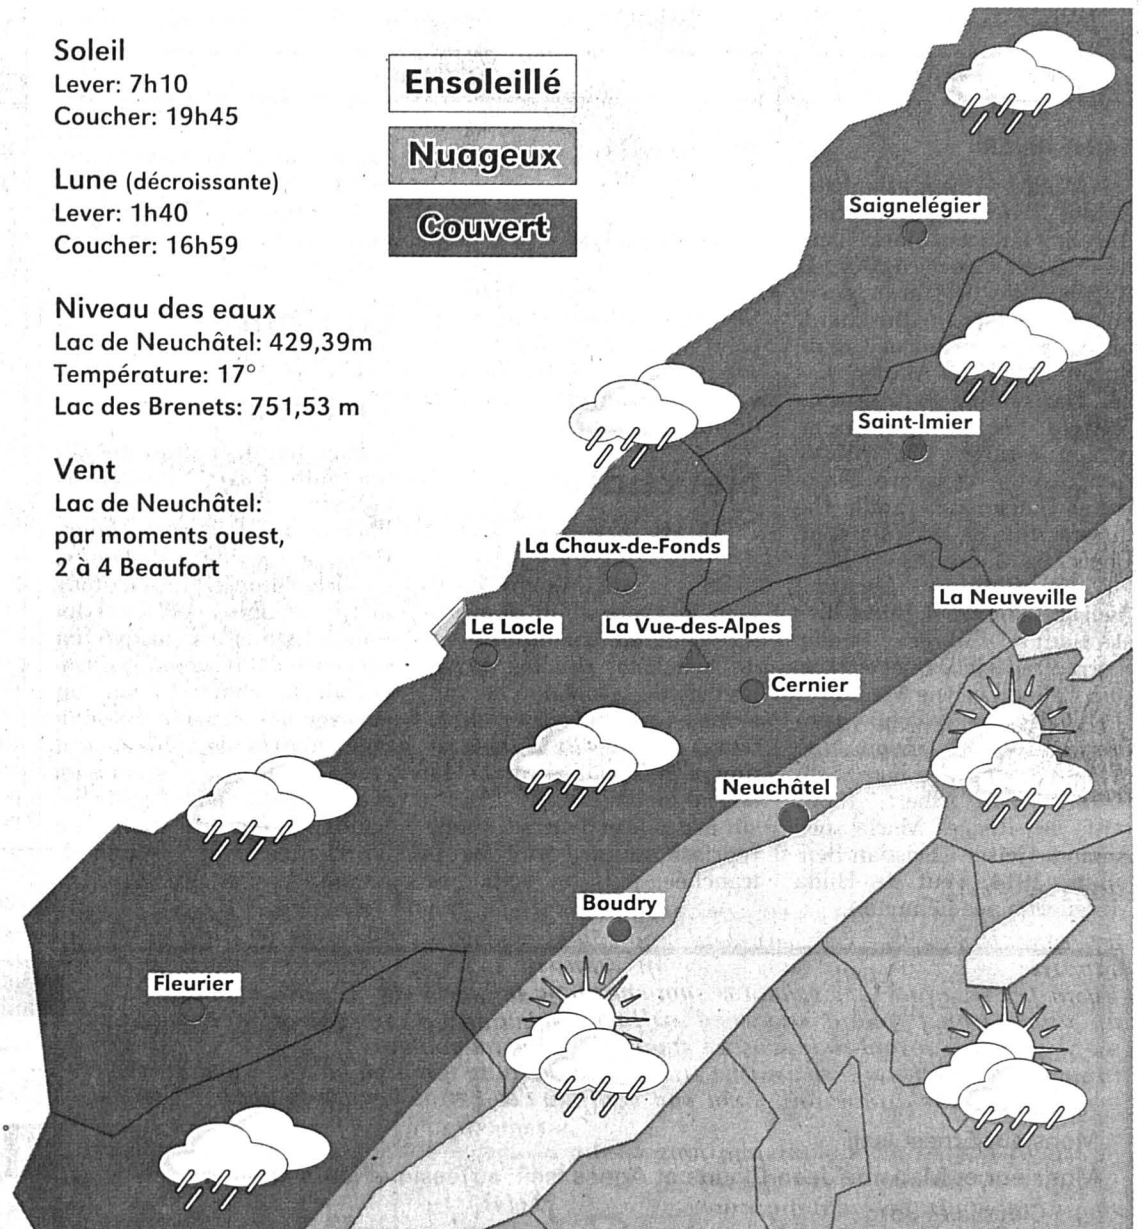 Soleil
Lever: 7h10
Coucher: 19h45
Lune (décroissante)
Lever: 1h40
Coucher: 16h59
Niveau des eaux
Lac de Neuchâtel: 429,39m
Température: 17°
Lac des Brenets: 751,53 m
Vent
Lac de Neuchâtel:
par moments ouest,
2 à 4 Beaufort
Ensoleillé
Nuageux
Couvert
Saignelégier
Saint-Imier
La Chaux-de-Fonds
La Neuveville
Le Locle
La Vue-des-Alpes
Cernier
Neuchâtel
Boudry
Fleurier